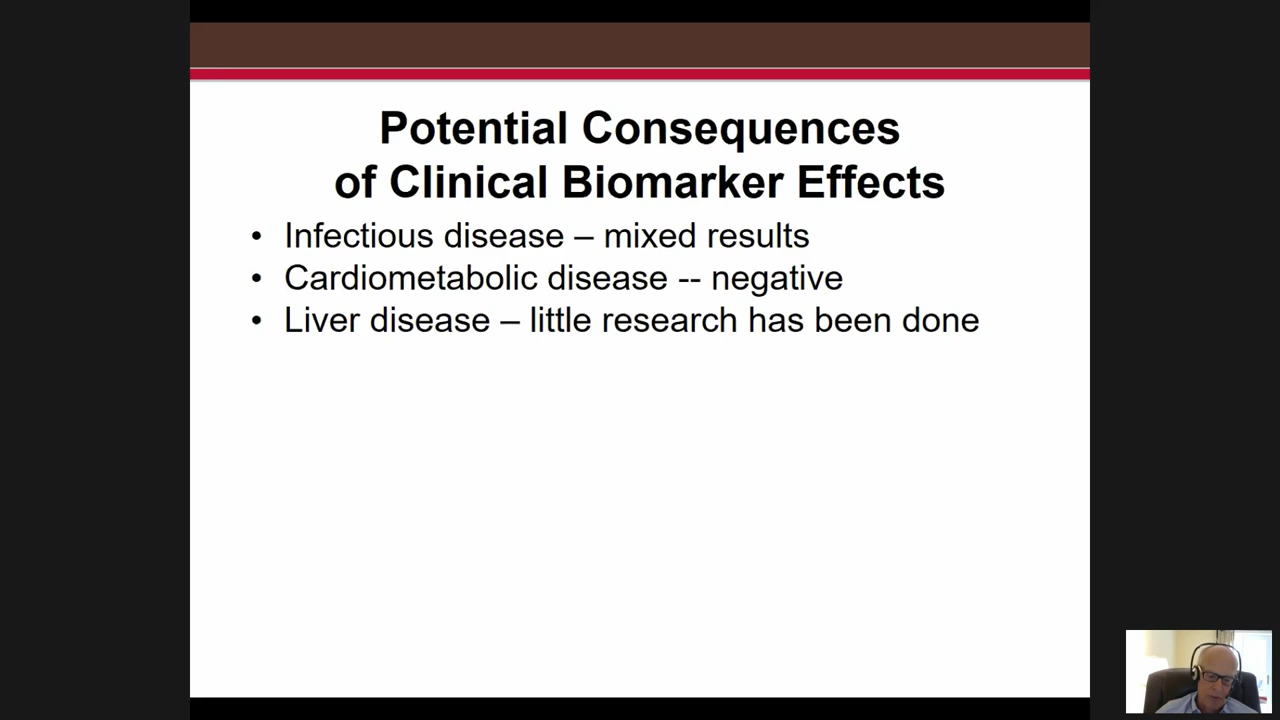 Potential Consequences
of Clinical Biomarker Effects
• Infectious disease – mixed results
• Cardiometabolic disease -- negative
• Liver disease – little research has been done